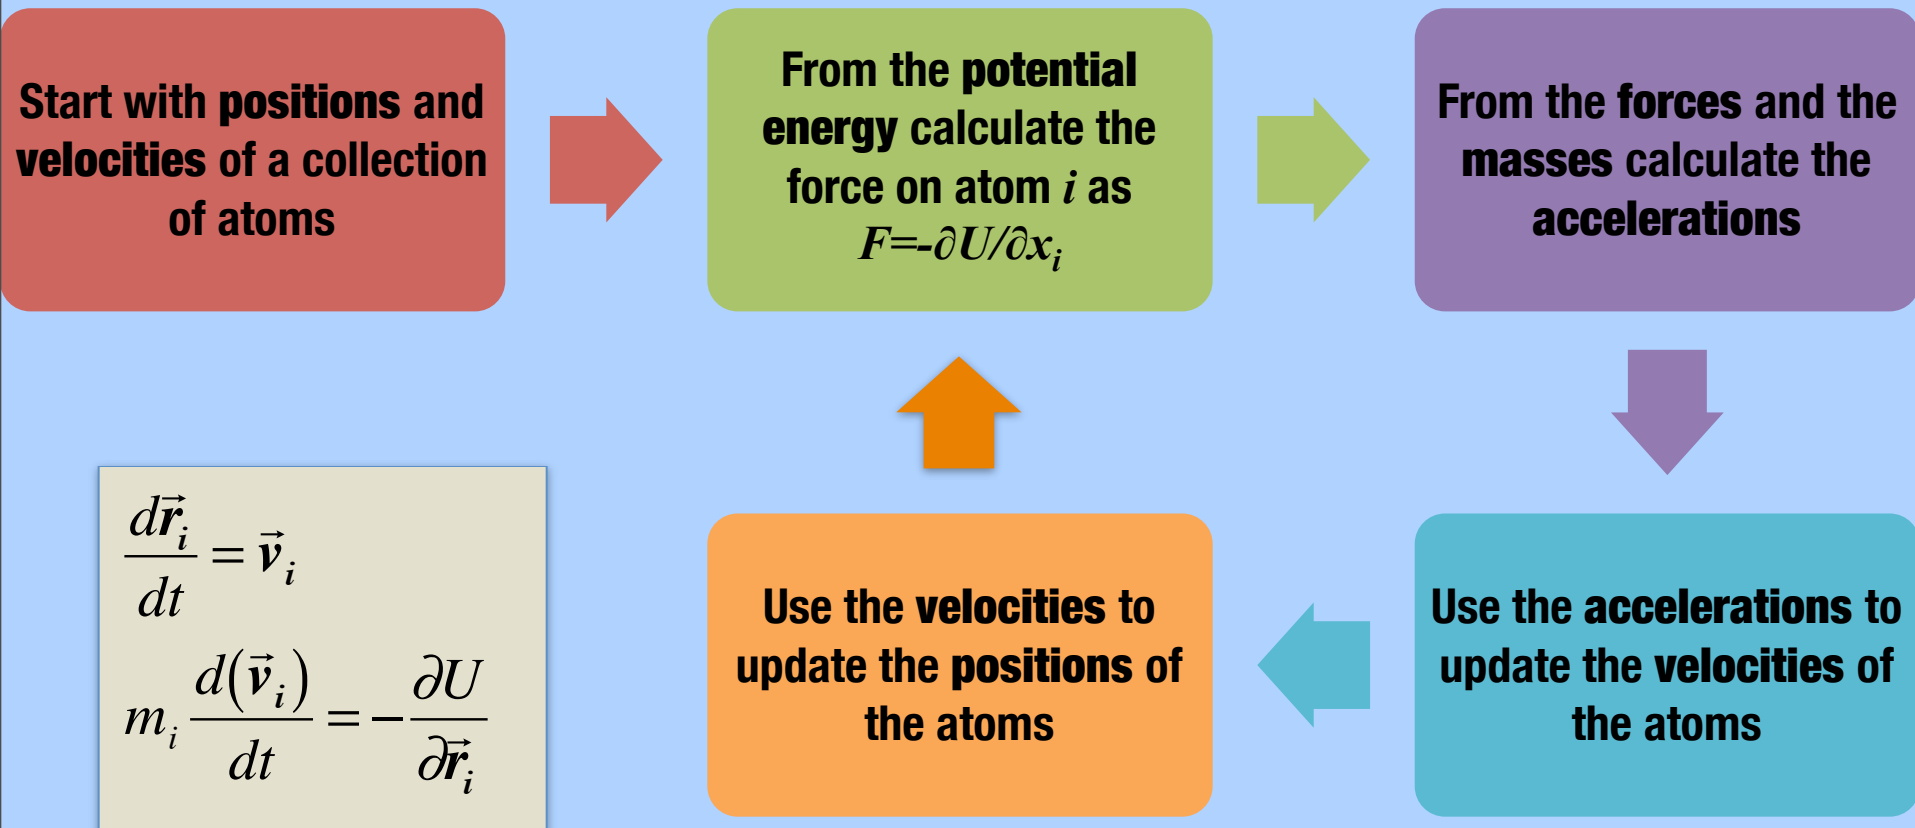 Start with positions and
velocities of a collection
of atoms
From the potential
energy calculate the
force on atom i as
F=-∂U/∂xᵢ
From the forces and the
masses calculate the
accelerations
Use the accelerations to
update the velocities of
the atoms
Use the velocities to
update the positions of
the atoms
dr⃗ᵢ/dt = v⃗ᵢ
mᵢ d(v⃗ᵢ)/dt = −∂U/∂r⃗ᵢ